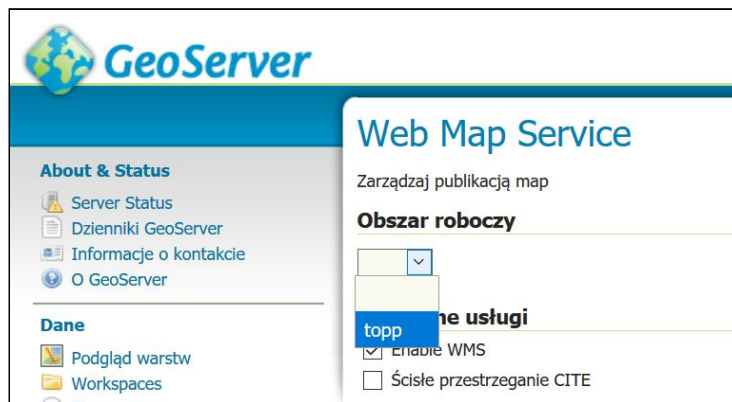 GeoServer
About & Status
Server Status
Dzienniki GeoServer
Informacje o kontakcie
O GeoServer
Dane
Podgląd warstw
Workspaces
Web Map Service
Zarządzaj publikacją map
Obszar roboczy
topp
ne usługi
Enable WMS
Ścisłe przestrzeganie CITE